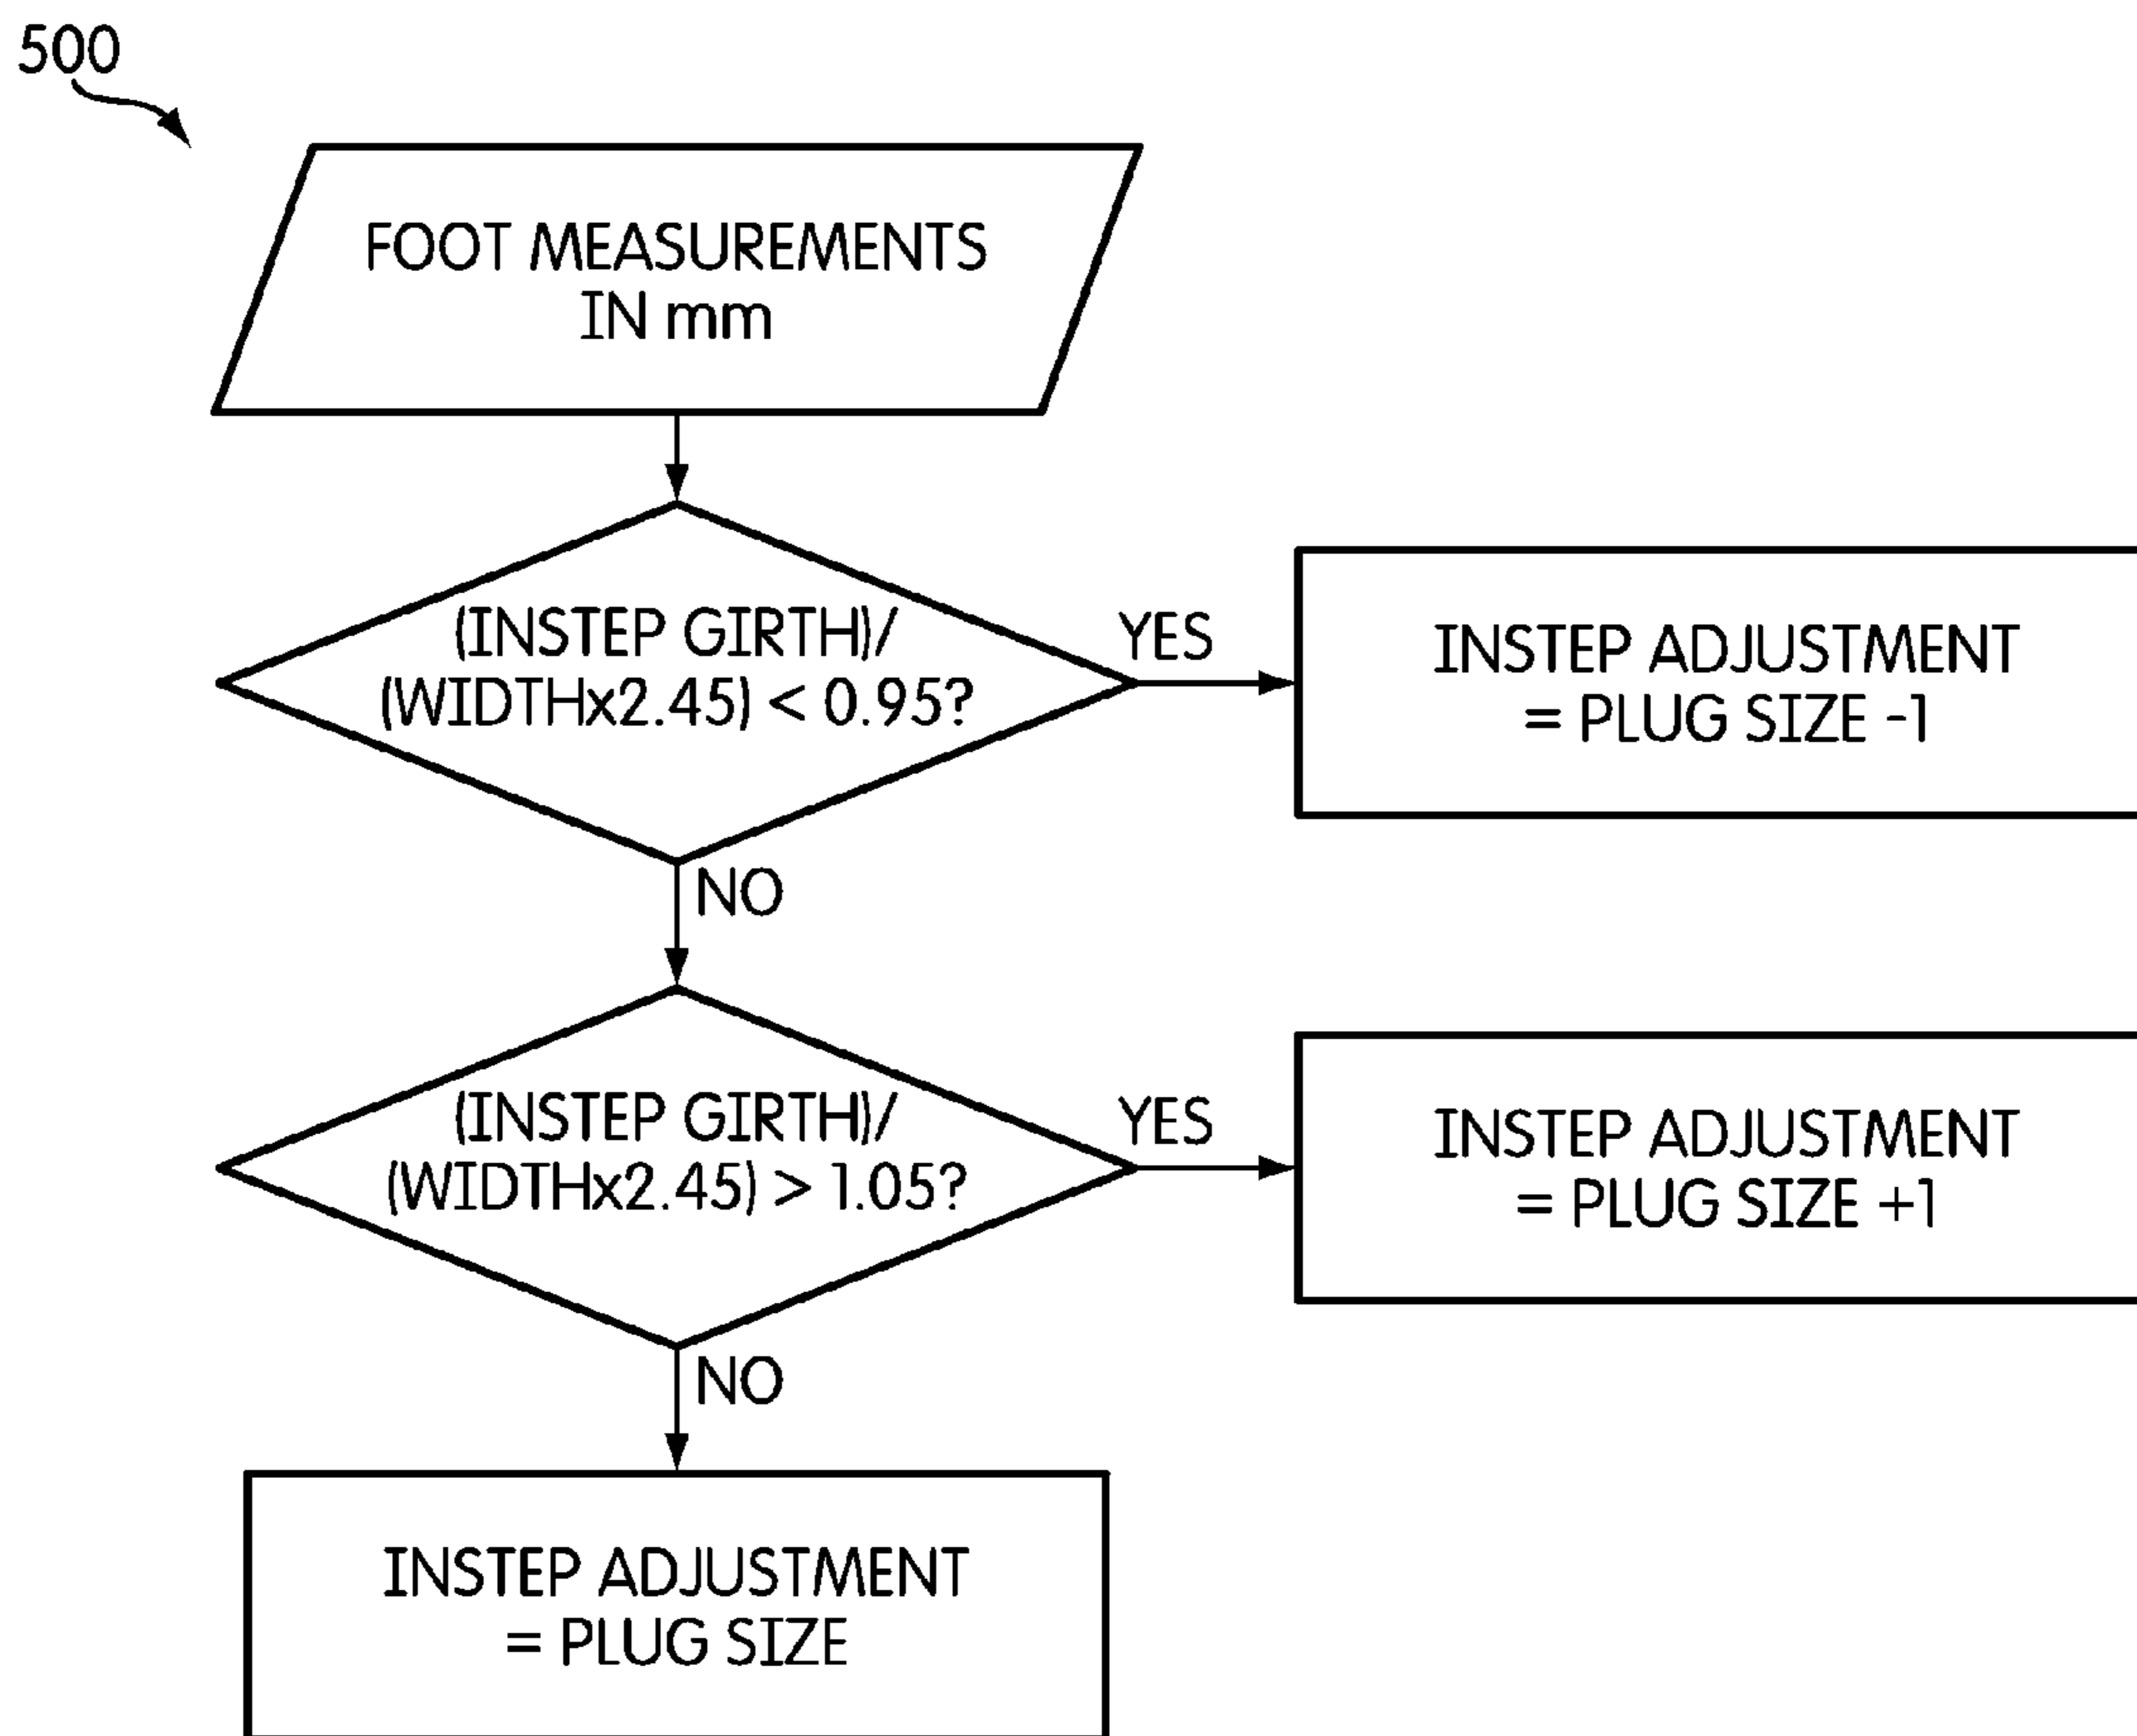 500
FOOT MEASUREMENTS
IN mm
(INSTEP GIRTH)/
(WIDTHx2.45) < 0.95?
YES
INSTEP ADJUSTMENT
= PLUG SIZE -1
NO
(INSTEP GIRTH)/
(WIDTHx2.45) > 1.05?
YES
INSTEP ADJUSTMENT
= PLUG SIZE +1
NO
INSTEP ADJUSTMENT
= PLUG SIZE